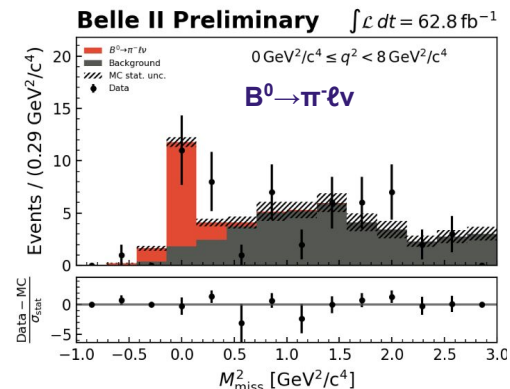 Belle II Preliminary ∫ℒ dt = 62.8 fb⁻¹
B⁰→π⁻ℓν
Background
MC stat. unc.
Data
0 GeV²/c⁴ ≤ q² < 8 GeV²/c⁴
B⁰→π⁻ℓν
Events / (0.29 GeV²/c⁴)
20
15
10
5
0
Data − MC
σstat
0
−5
−1.0 −0.5 0.0 0.5 1.0 1.5 2.0 2.5 3.0
M²miss [GeV²/c⁴]